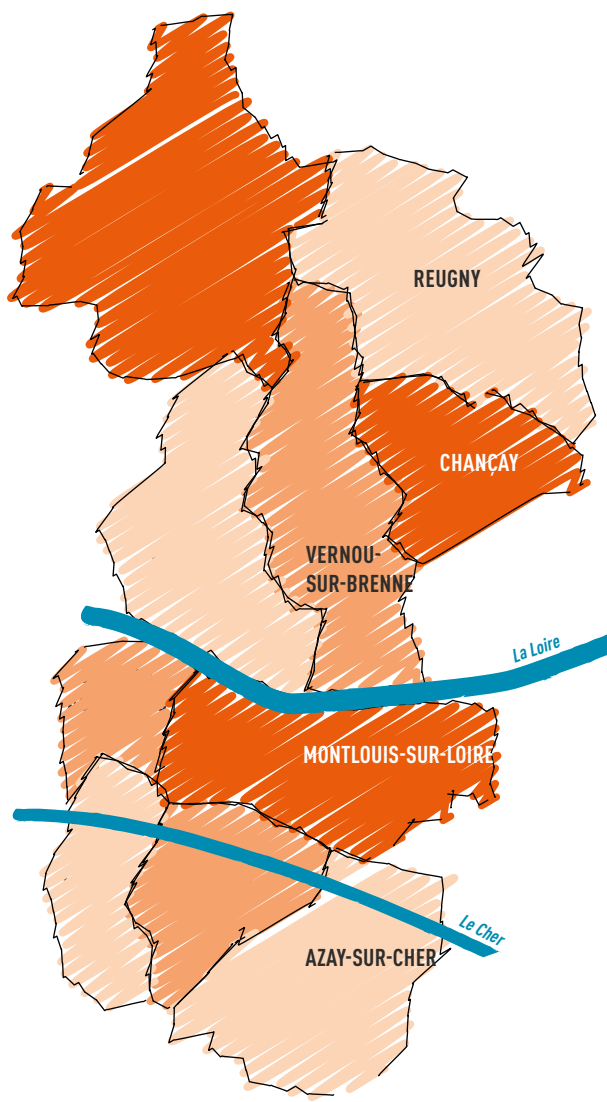 REUGNY
CHANÇAY
VERNOU-
SUR-BRENNE
La Loire
MONTLOUIS-SUR-LOIRE
Le Cher
AZAY-SUR-CHER